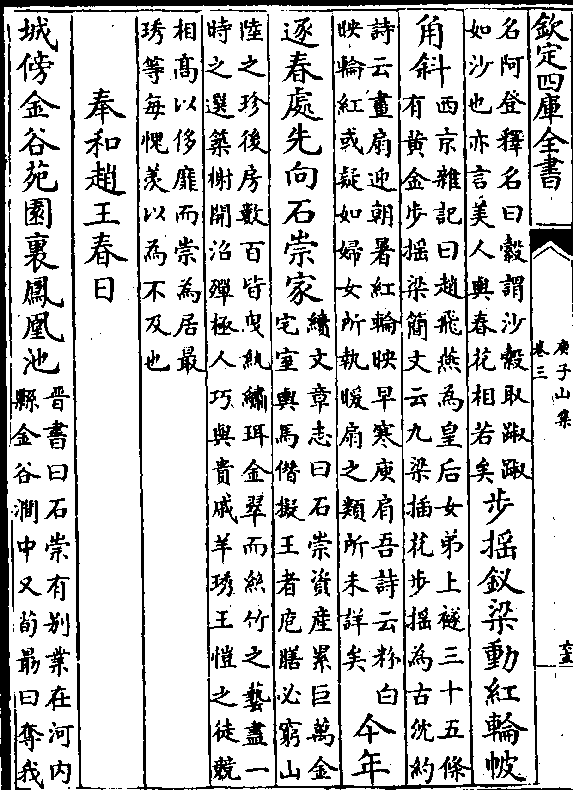 欽定四庫全書
庾子山集
卷三
名阿登釋名曰縠謂沙縠取踧踧
如沙也亦言美人與春花相若矣
步揺釵梁動紅輪帔
角斜
西京雜記曰趙飛燕為皇后女弟上襚三十五條
有黃金步揺梁簡文云九梁插花步揺為古沈約
詩云畫扇迎朝暑紅輪映早寒庾肩吾詩云粉白
映輪紅或疑如婦女所執暖扇之類所未詳矣
今年
逐春處先向石崇家
續文章志曰石崇資産累巨萬金
宅室輿馬僭擬王者庖膳必窮山
陸之珍後房數百皆曳紈繡珥金翠而絲竹之藝盡一
時之選築榭開沼殫極人巧與貴戚羊琇王愷之徒競
相髙以侈靡而崇為居最
琇等每愧羨以為不及也
奉和趙王春日
城傍金谷苑園裏鳳凰池
晋書曰石崇有别業在河内
縣金谷澗中又荀朂曰奪我